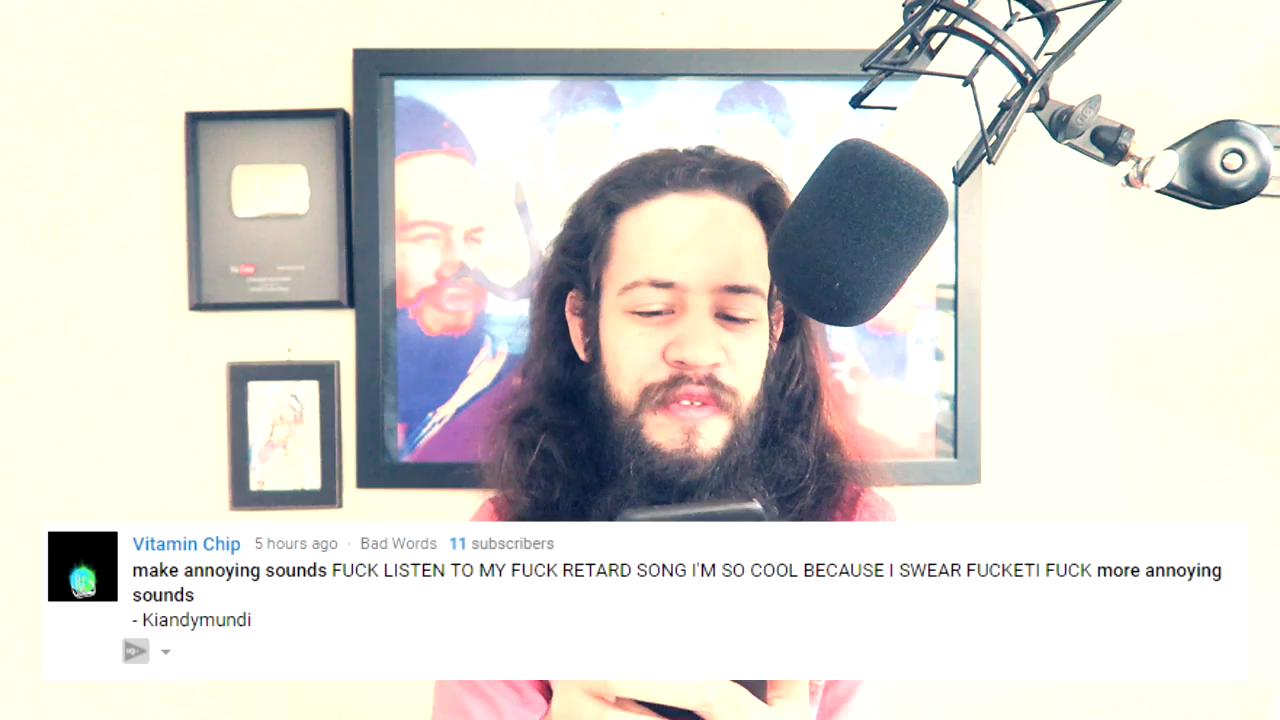 Vitamin Chip 5 hours ago · Bad Words 11 subscribers
make annoying sounds FUCK LISTEN TO MY FUCK RETARD SONG I'M SO COOL BECAUSE I SWEAR FUCKETI FUCK more annoying
sounds
- Kiandymundi